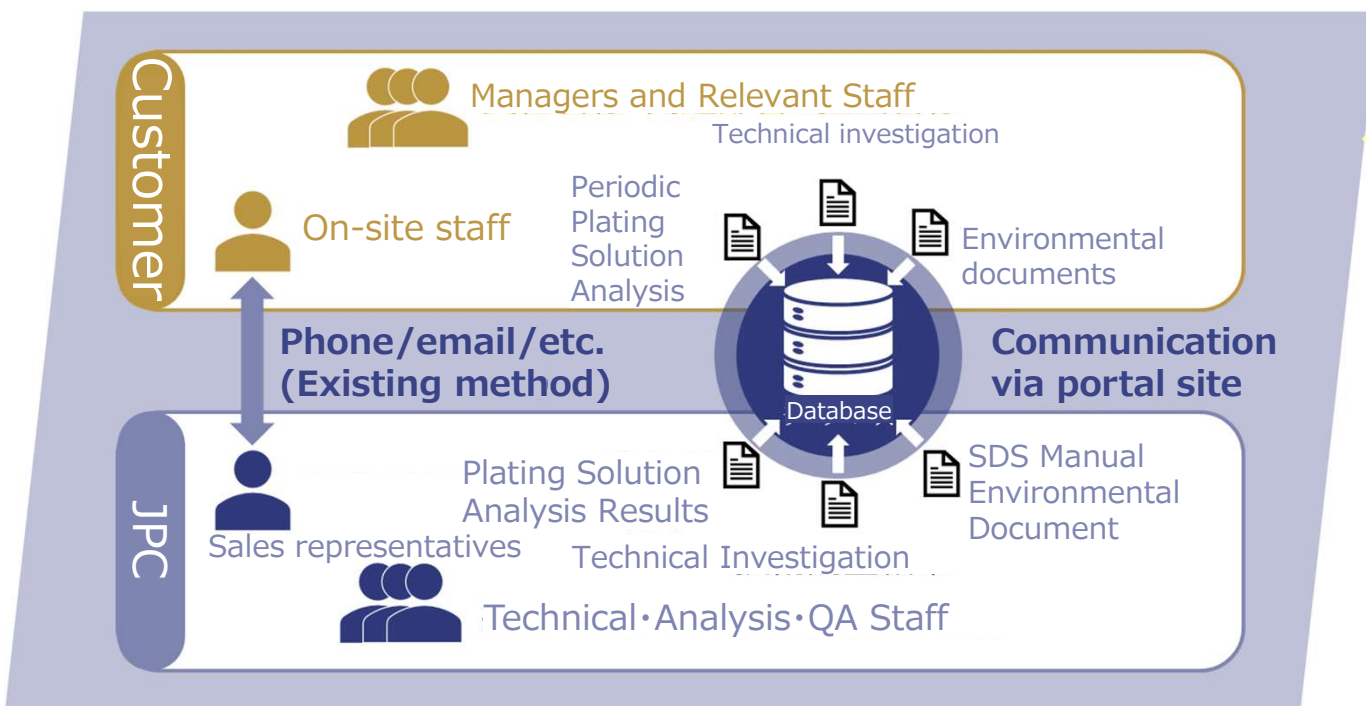 Customer
Managers and Relevant Staff
Technical investigation
Periodic
Plating
Solution
Analysis
On-site staff
Environmental
documents
Phone/email/etc.
(Existing method)
Communication
via portal site
Database
JPC
Plating Solution
Analysis Results
SDS Manual
Environmental
Document
Sales representatives
Technical Investigation
Technical・Analysis・QA Staff